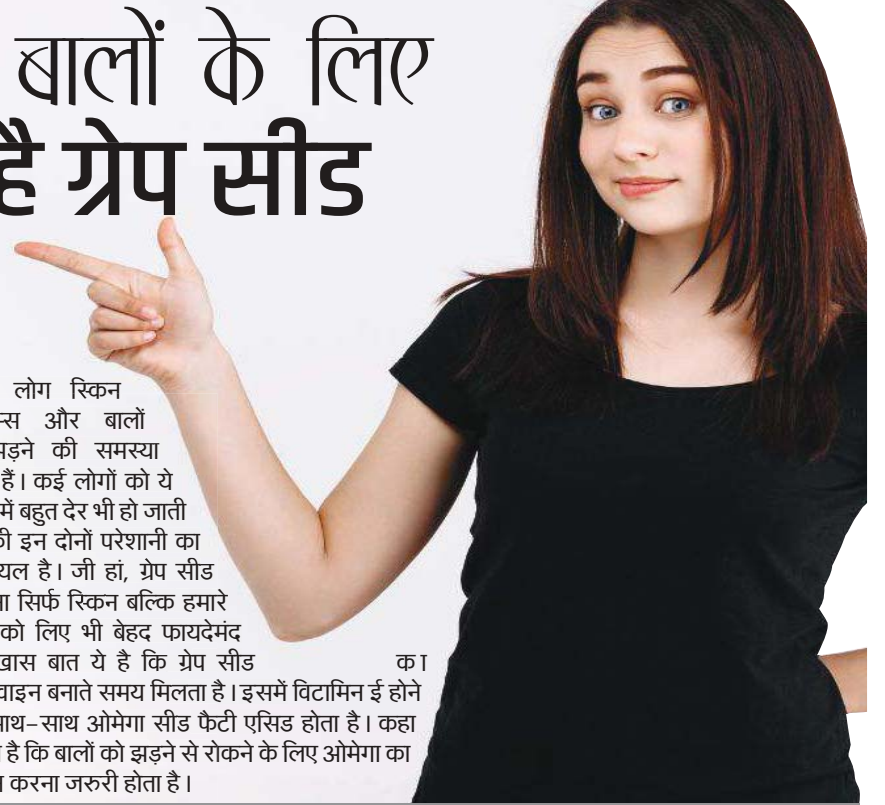 बालों के लिए
है ग्रेप सीड
लोग स्किन
और बालों
की समस्या
हैं। कई लोगों को ये
में बहुत देर भी हो जाती
इन दोनों परेशानी का
है। जी हां, ग्रेप सीड
सिर्फ स्किन बल्कि हमारे
को लिए भी बेहद फायदेमंद
खास बात ये है कि ग्रेप सीड का
वाइन बनाते समय मिलता है। इसमें विटामिन ई होने
साथ-साथ ओमेगा सीड फैटी एसिड होता है। कहा
है कि बालों को झड़ने से रोकने के लिए ओमेगा का
करना जरुरी होता है।